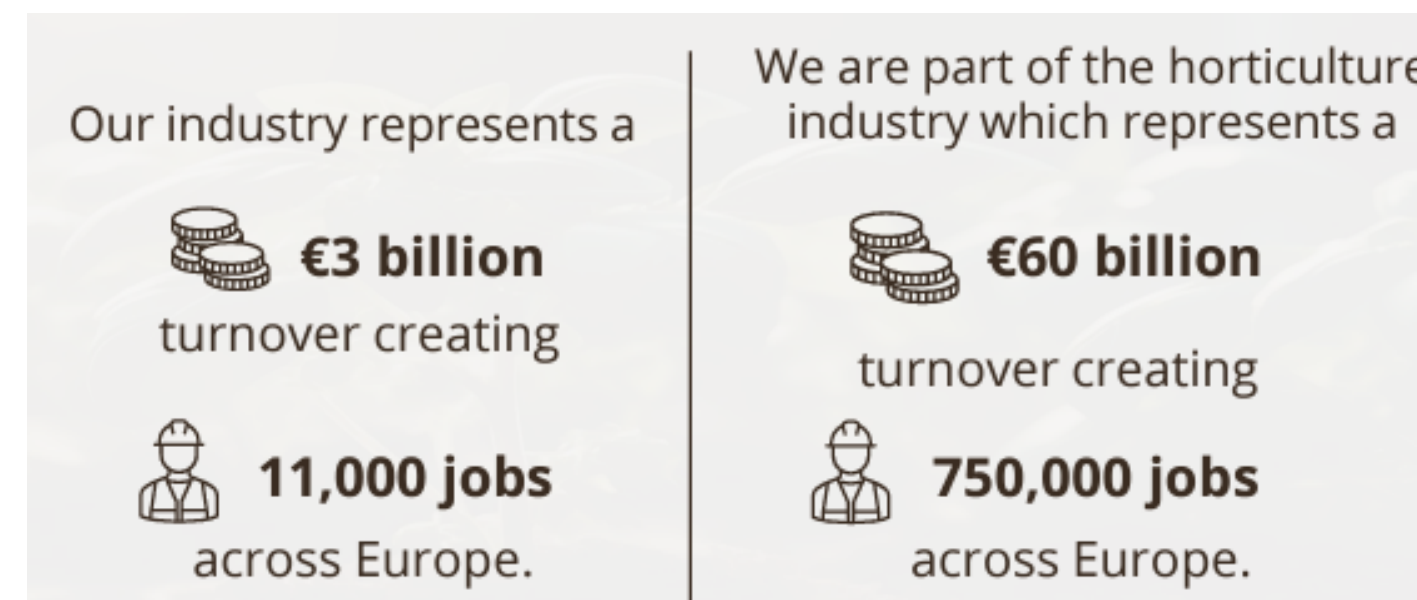 Our industry represents a
€3 billion
turnover creating
11,000 jobs
across Europe.
We are part of the horticulture
industry which represents a
€60 billion
turnover creating
750,000 jobs
across Europe.